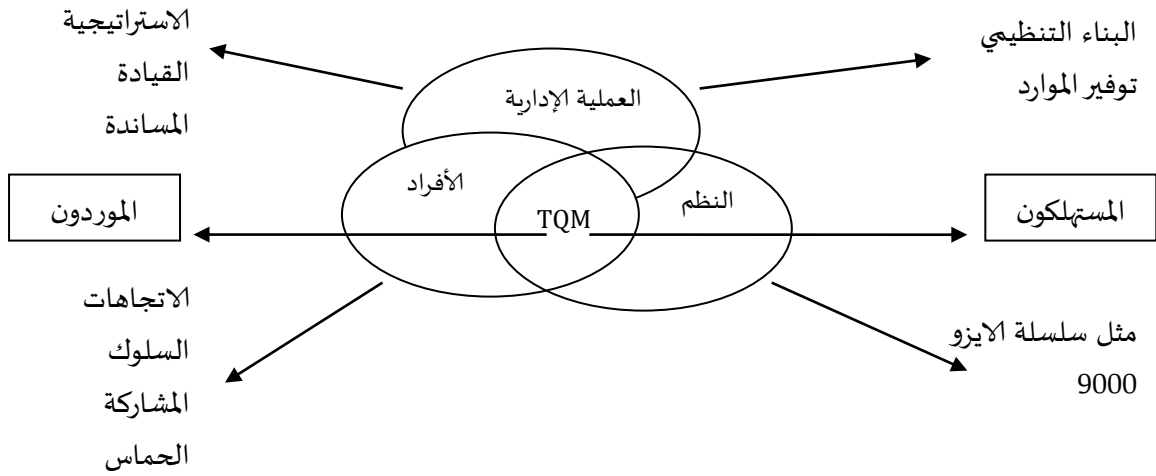 البناء التنظيمي
توفير الموارد
الاستراتيجية
القيادة
المساندة
العملية الإدارية
النظم
الأفراد
TQM
المستهلكون
الموردون
مثل سلسلة الايزو
9000
الاتجاهات
السلوك
المشاركة
الحماس